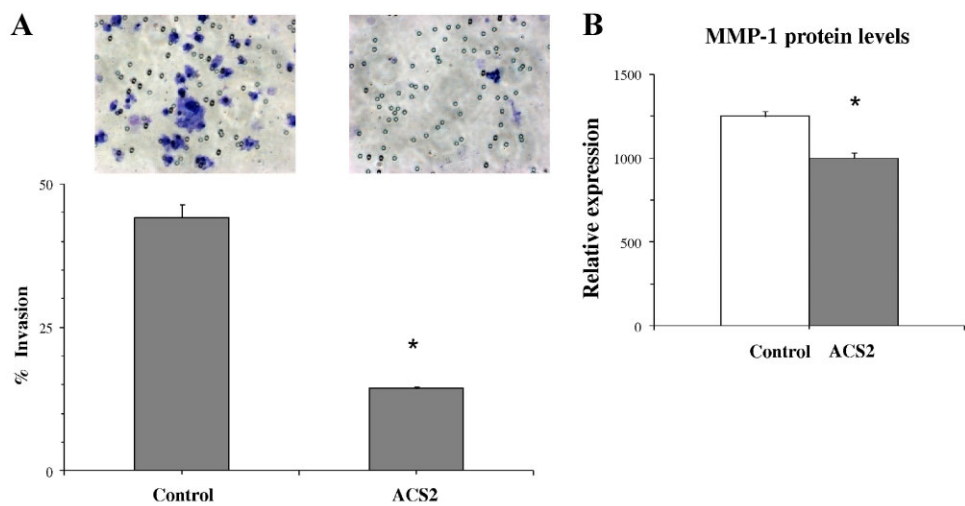 A
B
MMP-1 protein levels
50
25
0
% Invasion
*
Control
ACS2
1500
1000
500
0
Relative expression
*
Control ACS2